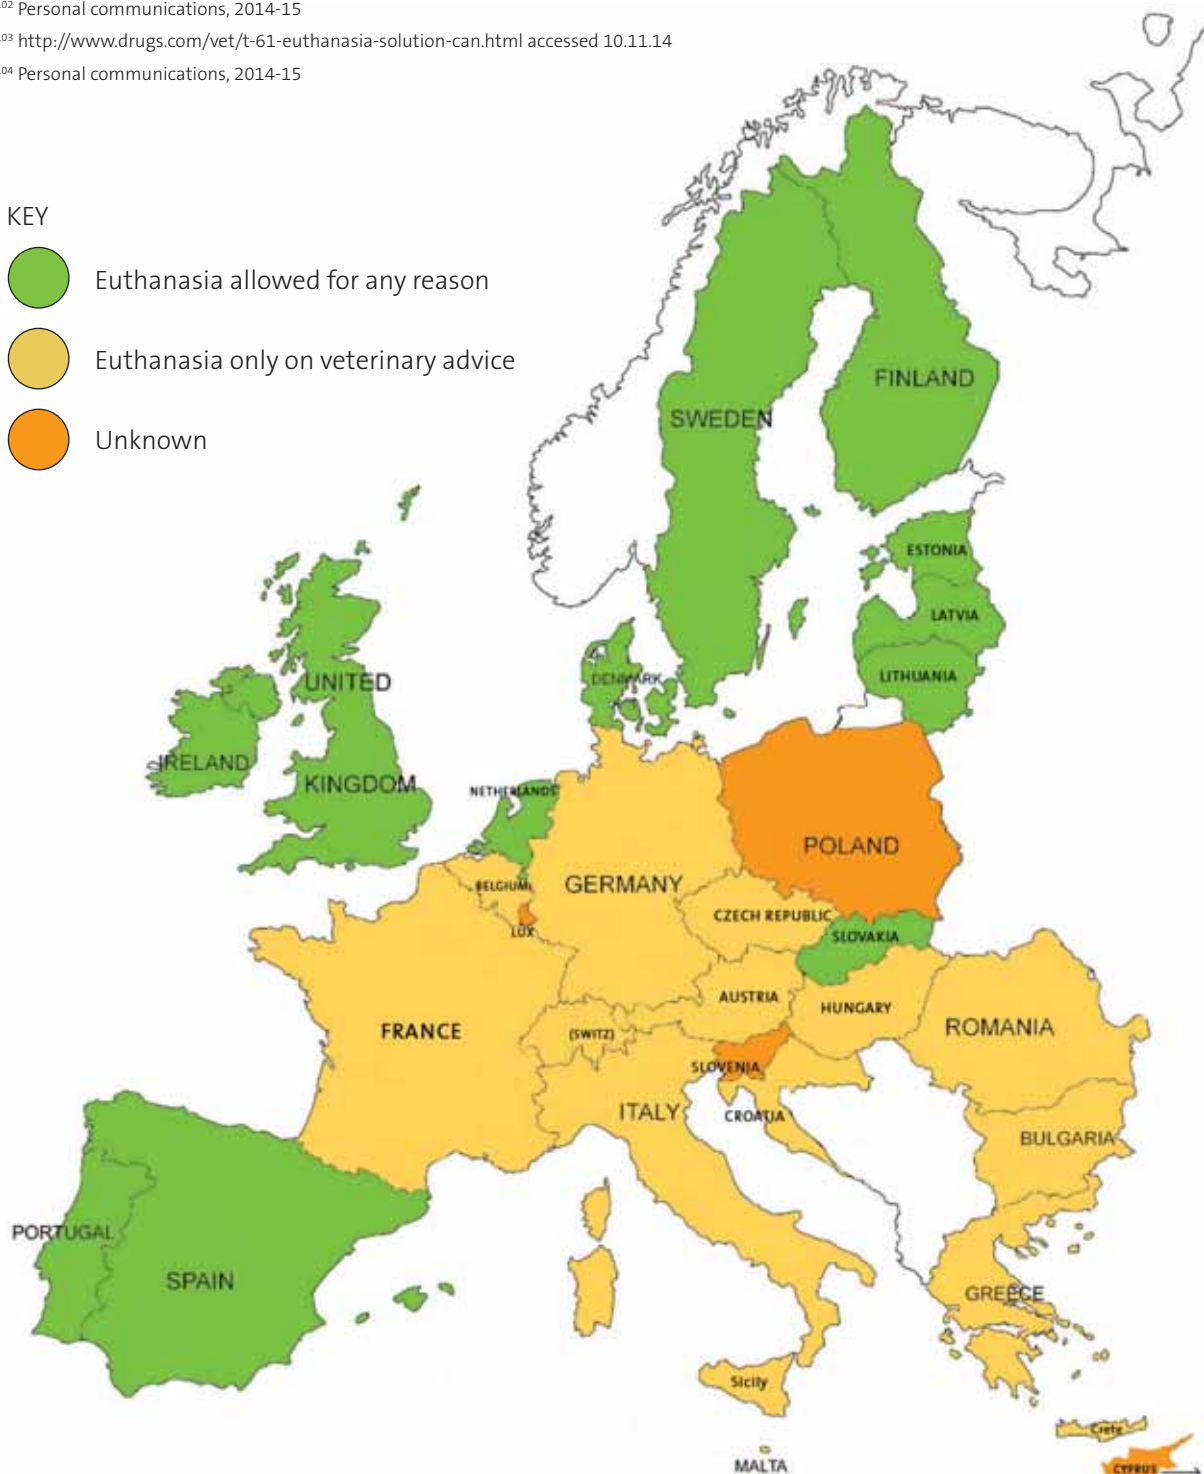 02 Personal communications, 2014-15
03 http://www.drugs.com/vet/t-61-euthanasia-solution-can.html accessed 10.11.14
04 Personal communications, 2014-15
KEY
Euthanasia allowed for any reason
Euthanasia only on veterinary advice
Unknown
FINLAND
SWEDEN
ESTONIA
LATVIA
LITHUANIA
DENMARK
UNITED
KINGDOM
IRELAND
NETHERLANDS
POLAND
GERMANY
BELGIUM
LUX
CZECH REPUBLIC
SLOVAKIA
AUSTRIA
HUNGARY
FRANCE
(SWITZ)
ROMANIA
SLOVENIA
ITALY
CROATIA
BULGARIA
PORTUGAL
SPAIN
GREECE
Sicily
Crete
MALTA
CYPRUS